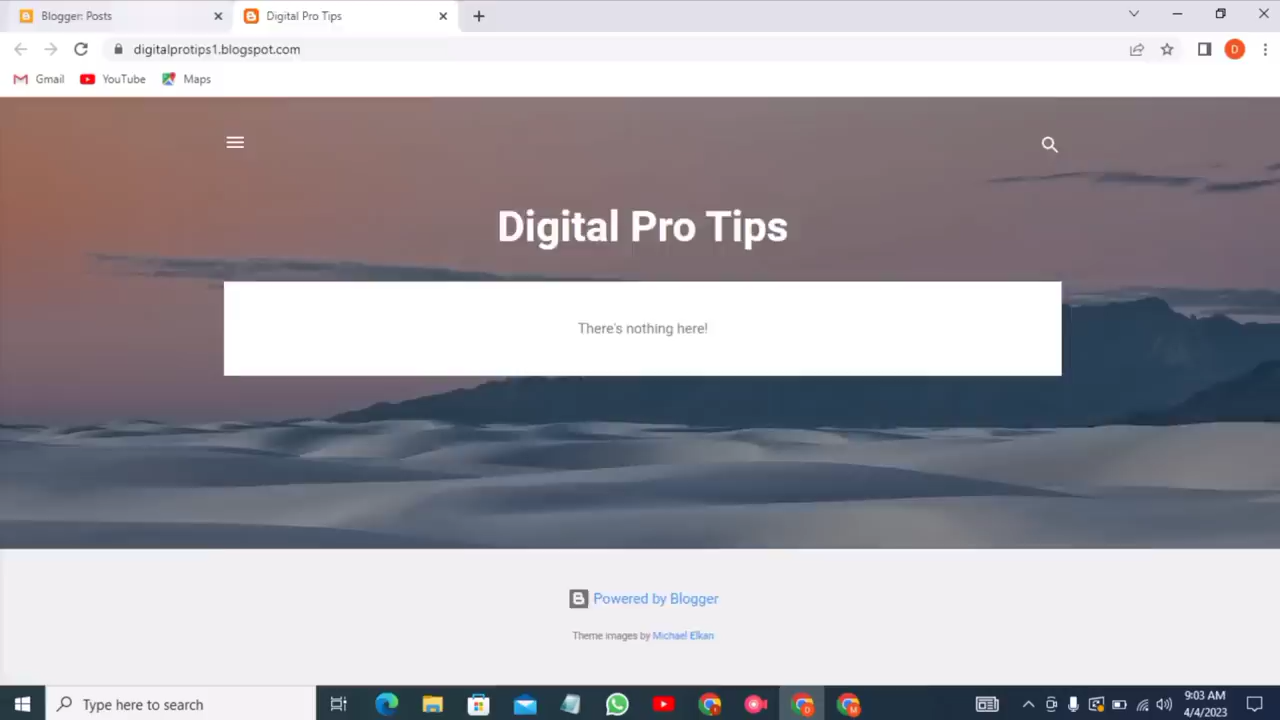 Blogger: Posts
Digital Pro Tips
digitalprotips1.blogspot.com
D
Gmail
YouTube
Maps
Digital Pro Tips
There's nothing here!
Powered by Blogger
Theme images by Michael Elkan
Type here to search
9:03 AM
4/4/2023